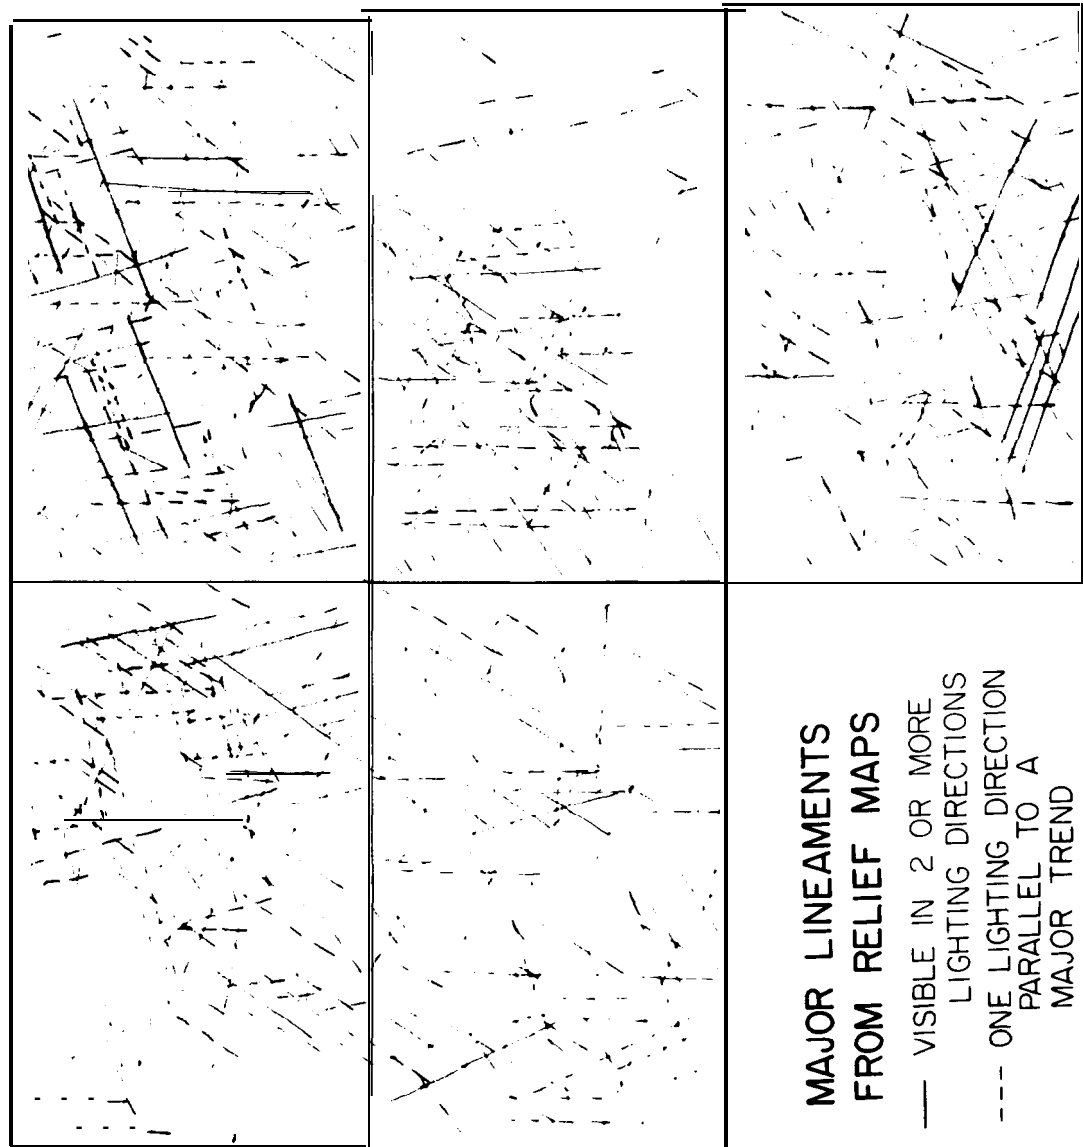 MAJOR LINEAMENTS
FROM RELIEF MAPS
VISIBLE IN 2 OR MORE
LIGHTING DIRECTIONS
ONE LIGHTING DIRECTION
PARALLEL TO A
MAJOR TREND